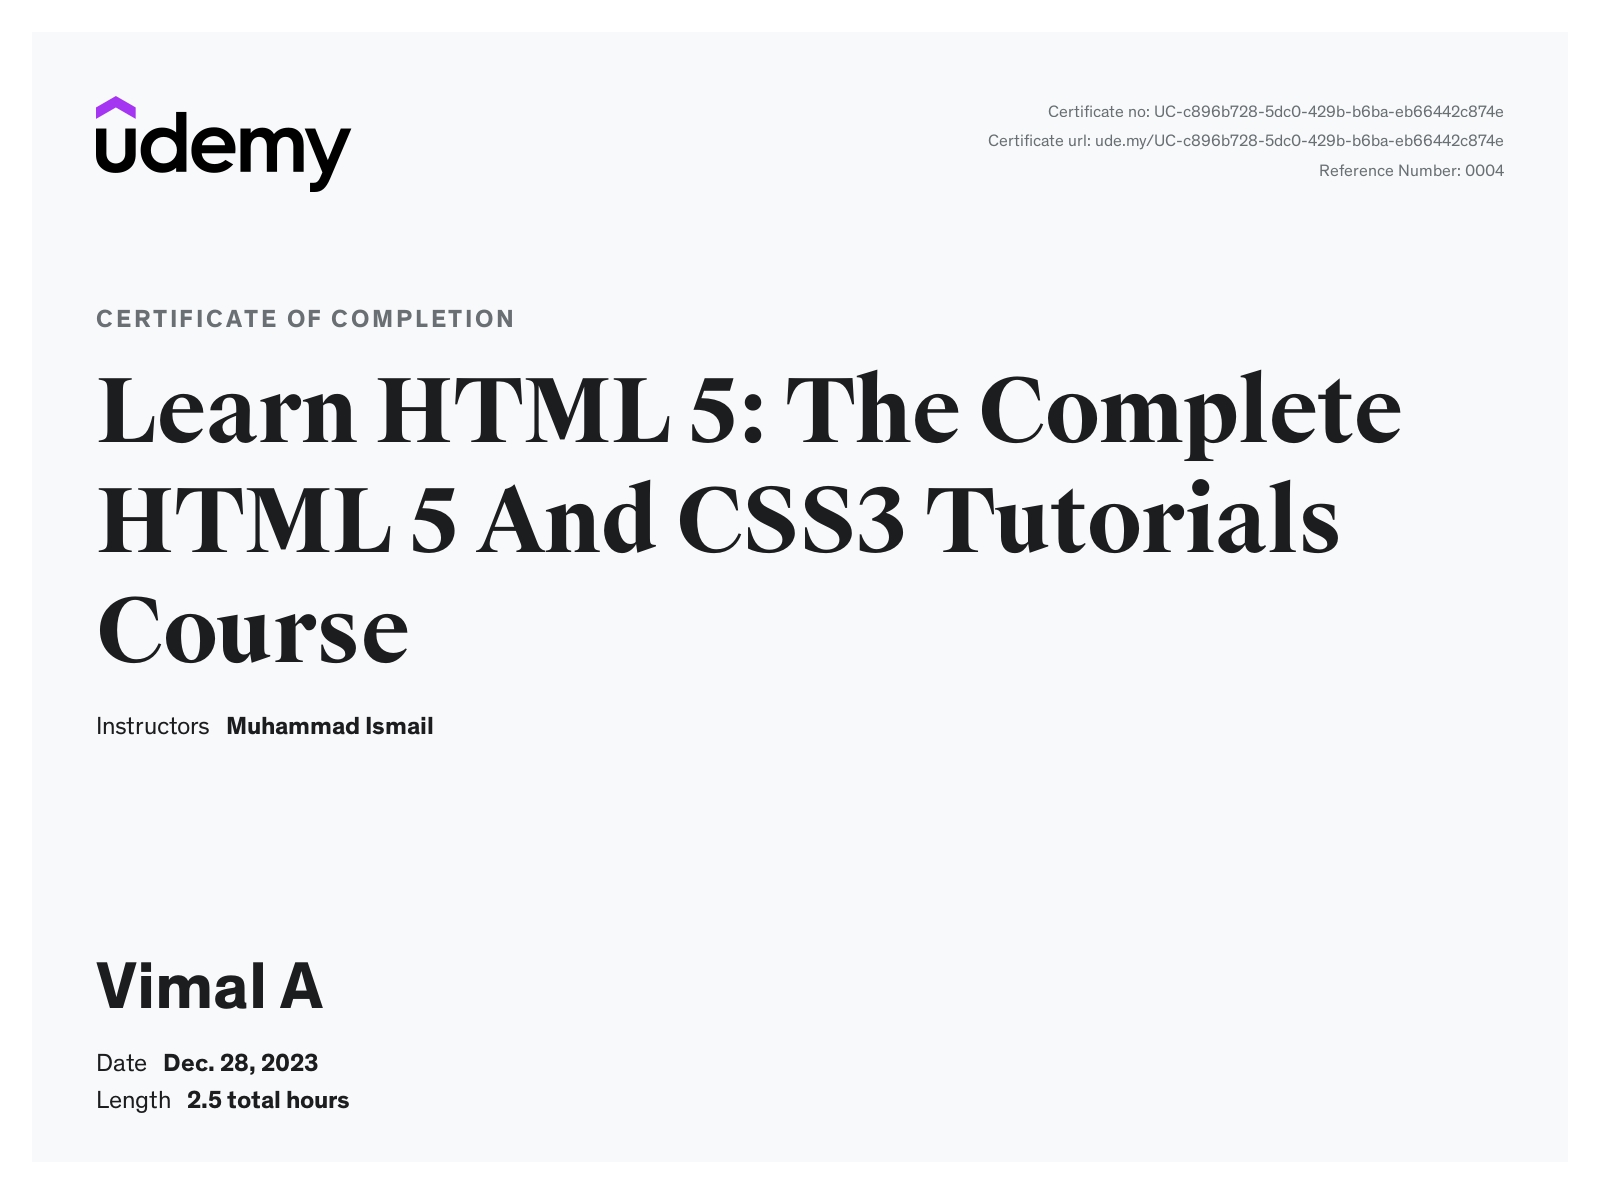 udemy
Certificate no: UC-c896b728-5dc0-429b-b6ba-eb66442c874e
Certificate url: ude.my/UC-c896b728-5dc0-429b-b6ba-eb66442c874e
Reference Number: 0004
CERTIFICATE OF COMPLETION
Learn HTML 5: The Complete
HTML 5 And CSS3 Tutorials
Course
Instructors Muhammad Ismail
Vimal A
Date Dec. 28, 2023
Length 2.5 total hours